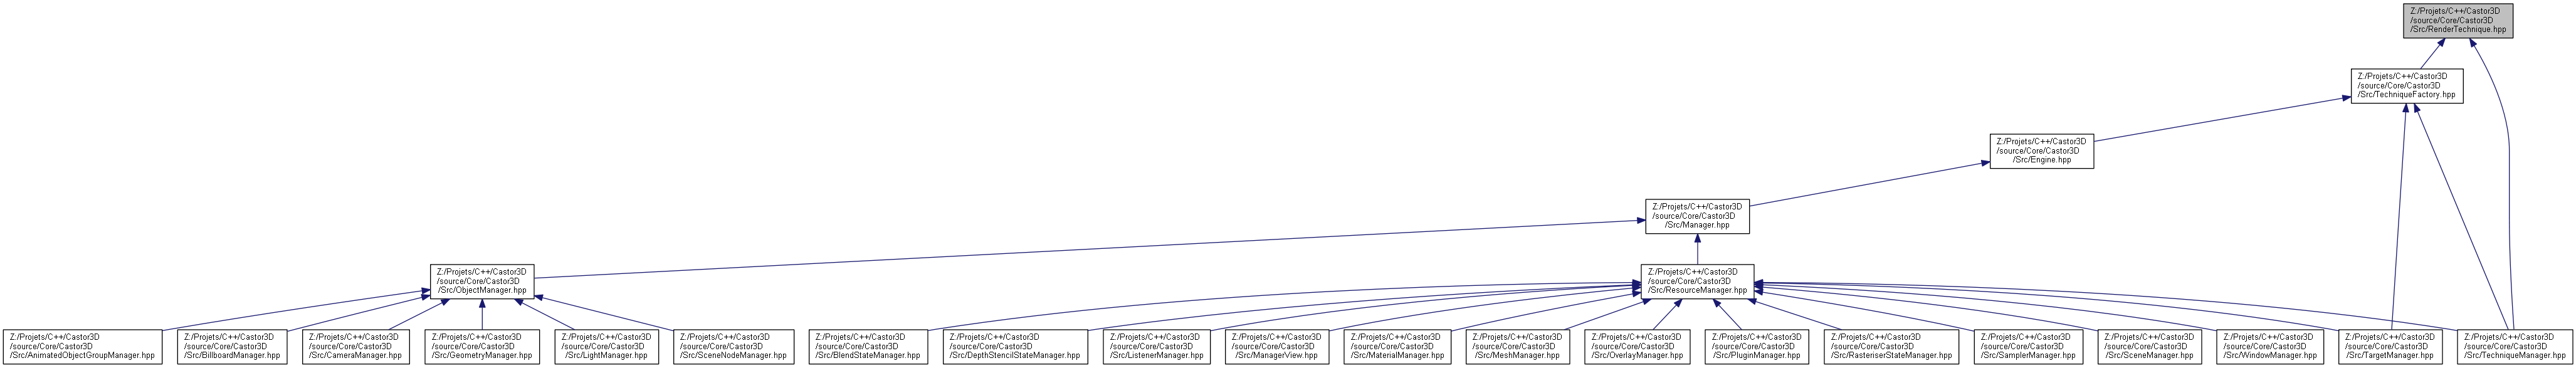 Z:/Projets/C++/Castor3D
/source/Core/Castor3D
/Src/RenderTechnique.hpp
Z:/Projets/C++/Castor3D
/source/Core/Castor3D
/Src/TechniqueFactory.hpp
Z:/Projets/C++/Castor3D
/source/Core/Castor3D
/Src/Engine.hpp
Z:/Projets/C++/Castor3D
/source/Core/Castor3D
/Src/Manager.hpp
Z:/Projets/C++/Castor3D
/source/Core/Castor3D
/Src/ObjectManager.hpp
Z:/Projets/C++/Castor3D
/source/Core/Castor3D
/Src/ResourceManager.hpp
Z:/Projets/C++/Castor3D
/source/Core/Castor3D
/Src/AnimatedObjectGroupManager.hpp
Z:/Projets/C++/Castor3D
/source/Core/Castor3D
/Src/BillboardManager.hpp
Z:/Projets/C++/Castor3D
/source/Core/Castor3D
/Src/CameraManager.hpp
Z:/Projets/C++/Castor3D
/source/Core/Castor3D
/Src/GeometryManager.hpp
Z:/Projets/C++/Castor3D
/source/Core/Castor3D
/Src/LightManager.hpp
Z:/Projets/C++/Castor3D
/source/Core/Castor3D
/Src/SceneNodeManager.hpp
Z:/Projets/C++/Castor3D
/source/Core/Castor3D
/Src/BlendStateManager.hpp
Z:/Projets/C++/Castor3D
/source/Core/Castor3D
/Src/DepthStencilStateManager.hpp
Z:/Projets/C++/Castor3D
/source/Core/Castor3D
/Src/ListenerManager.hpp
Z:/Projets/C++/Castor3D
/source/Core/Castor3D
/Src/ManagerView.hpp
Z:/Projets/C++/Castor3D
/source/Core/Castor3D
/Src/MaterialManager.hpp
Z:/Projets/C++/Castor3D
/source/Core/Castor3D
/Src/MeshManager.hpp
Z:/Projets/C++/Castor3D
/source/Core/Castor3D
/Src/OverlayManager.hpp
Z:/Projets/C++/Castor3D
/source/Core/Castor3D
/Src/PluginManager.hpp
Z:/Projets/C++/Castor3D
/source/Core/Castor3D
/Src/RasteriserStateManager.hpp
Z:/Projets/C++/Castor3D
/source/Core/Castor3D
/Src/SamplerManager.hpp
Z:/Projets/C++/Castor3D
/source/Core/Castor3D
/Src/SceneManager.hpp
Z:/Projets/C++/Castor3D
/source/Core/Castor3D
/Src/WindowManager.hpp
Z:/Projets/C++/Castor3D
/source/Core/Castor3D
/Src/TargetManager.hpp
Z:/Projets/C++/Castor3D
/source/Core/Castor3D
/Src/TechniqueManager.hpp